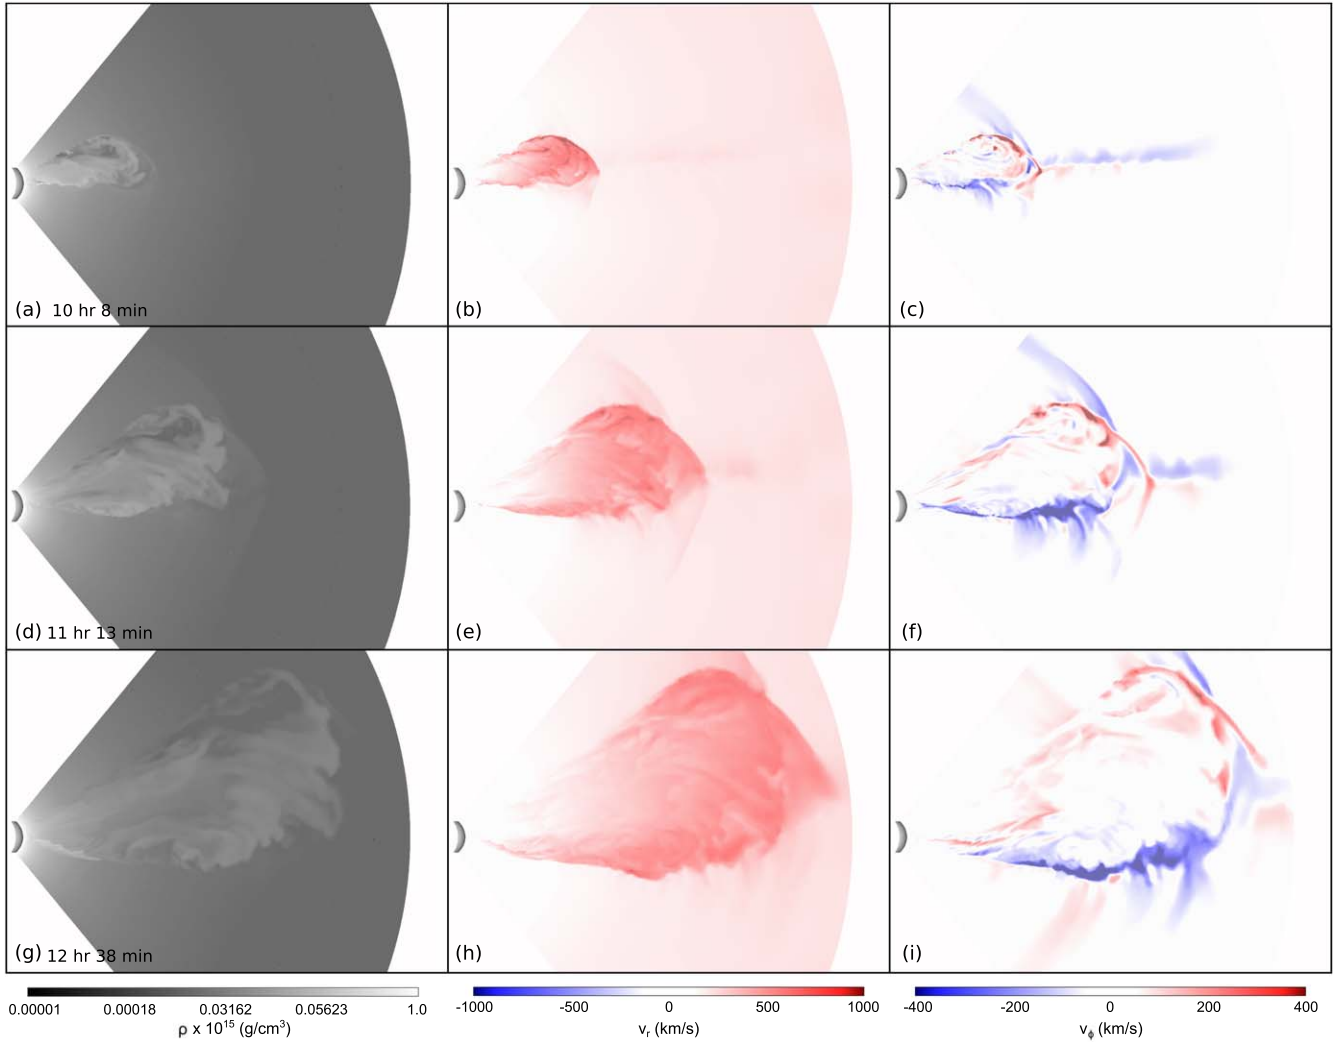 (a) 10 hr 8 min
(b)
(c)
(d) 11 hr 13 min
(e)
(f)
(g) 12 hr 38 min
(h)
(i)
0.00001 0.00018 0.03162 0.05623 1.0
ρ x 10¹⁵ (g/cm³)
-1000 -500 0 500 1000
v_r (km/s)
-400 -200 0 200 400
v_ϕ (km/s)